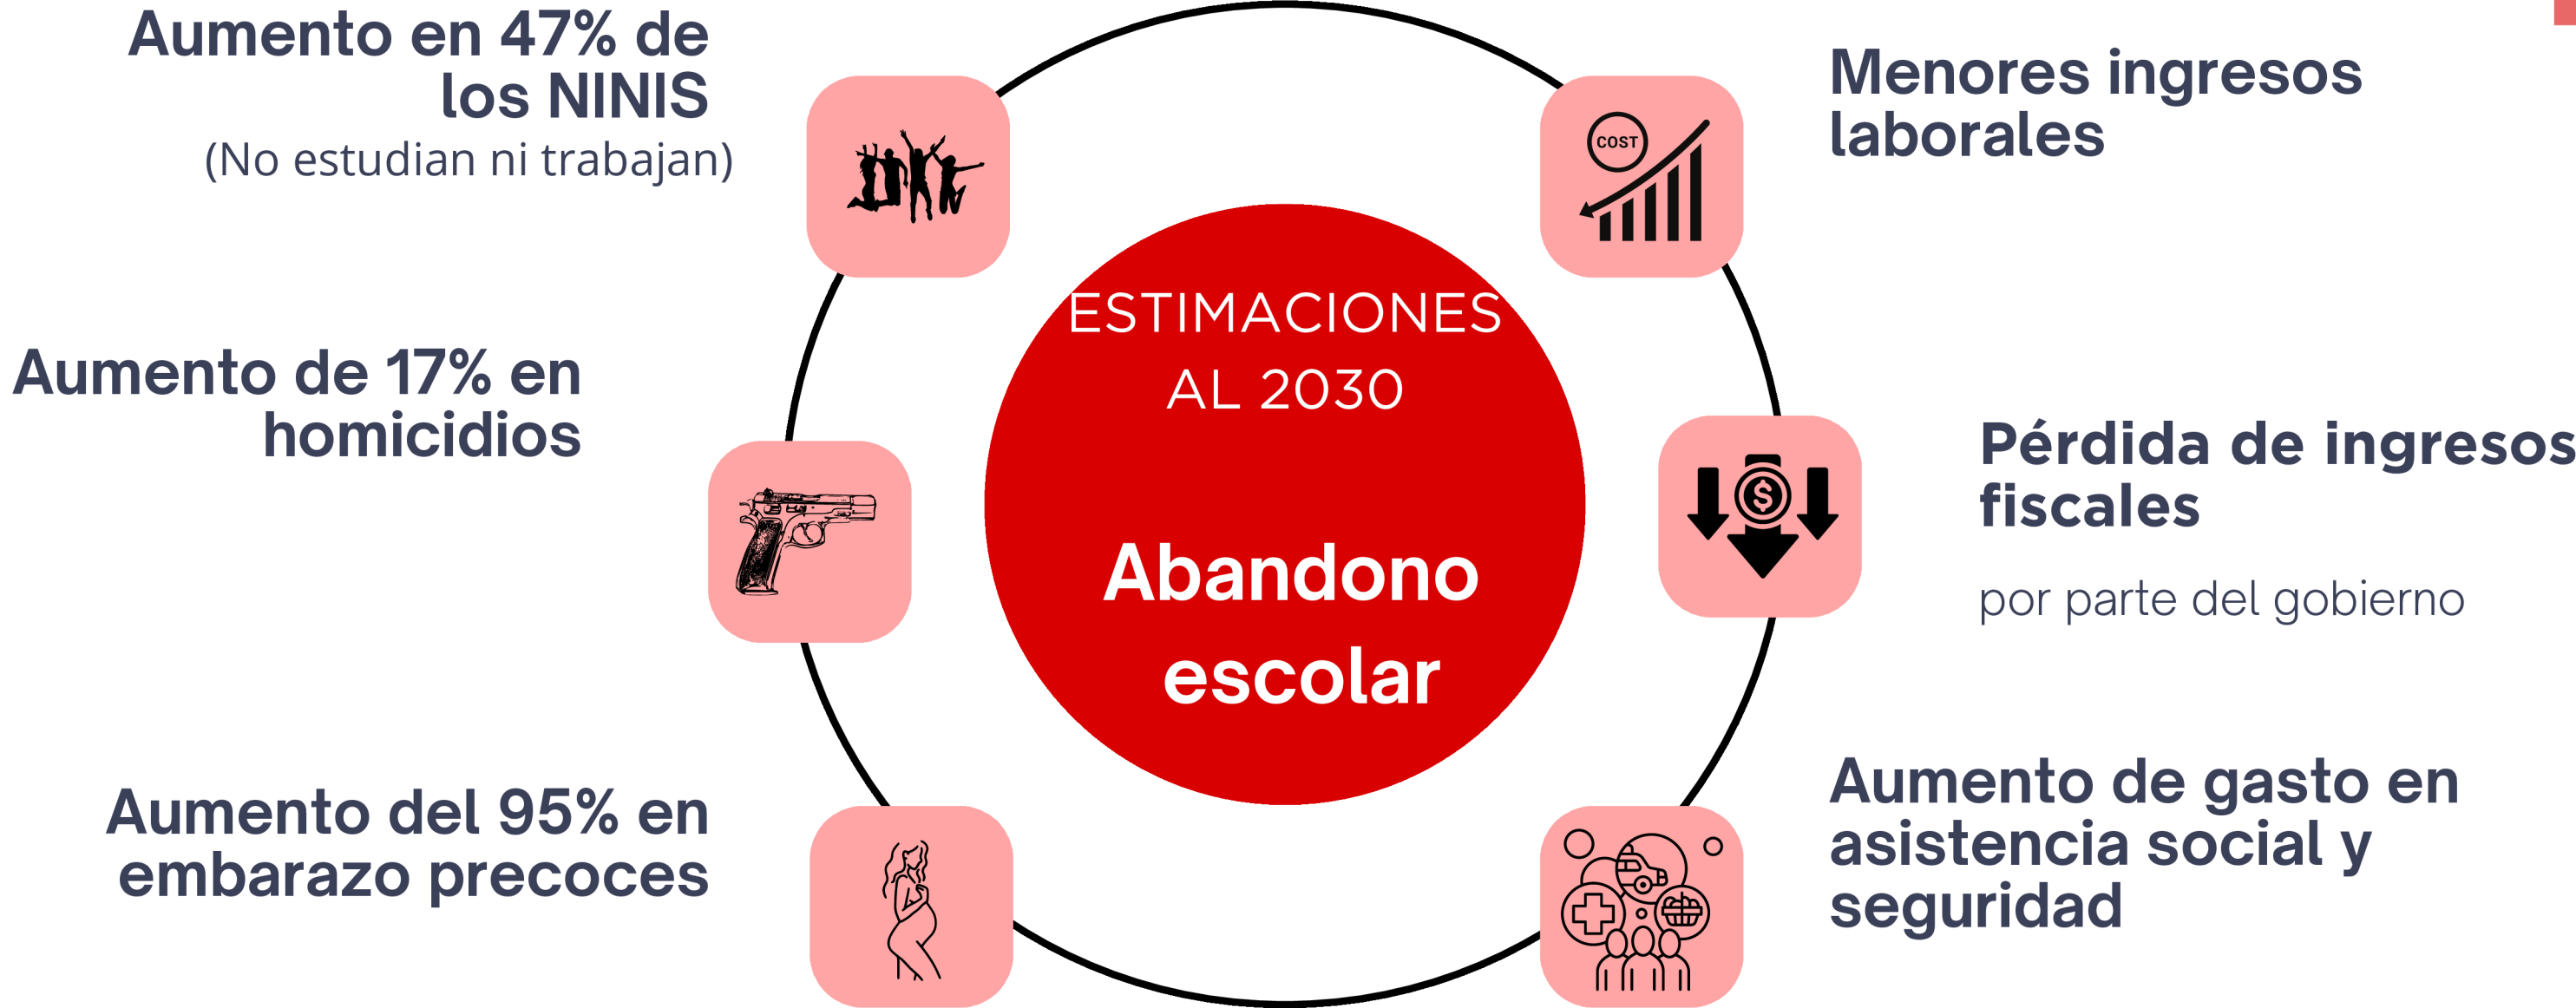 Aumento en 47% de
los NINIS
(No estudian ni trabajan)
Aumento de 17% en
homicidios
Aumento del 95% en
embarazo precoces
ESTIMACIONES
AL 2030
Abandono
escolar
COST
Menores ingresos
laborales
$
Pérdida de ingresos
fiscales
por parte del gobierno
Aumento de gasto en
asistencia social y
seguridad